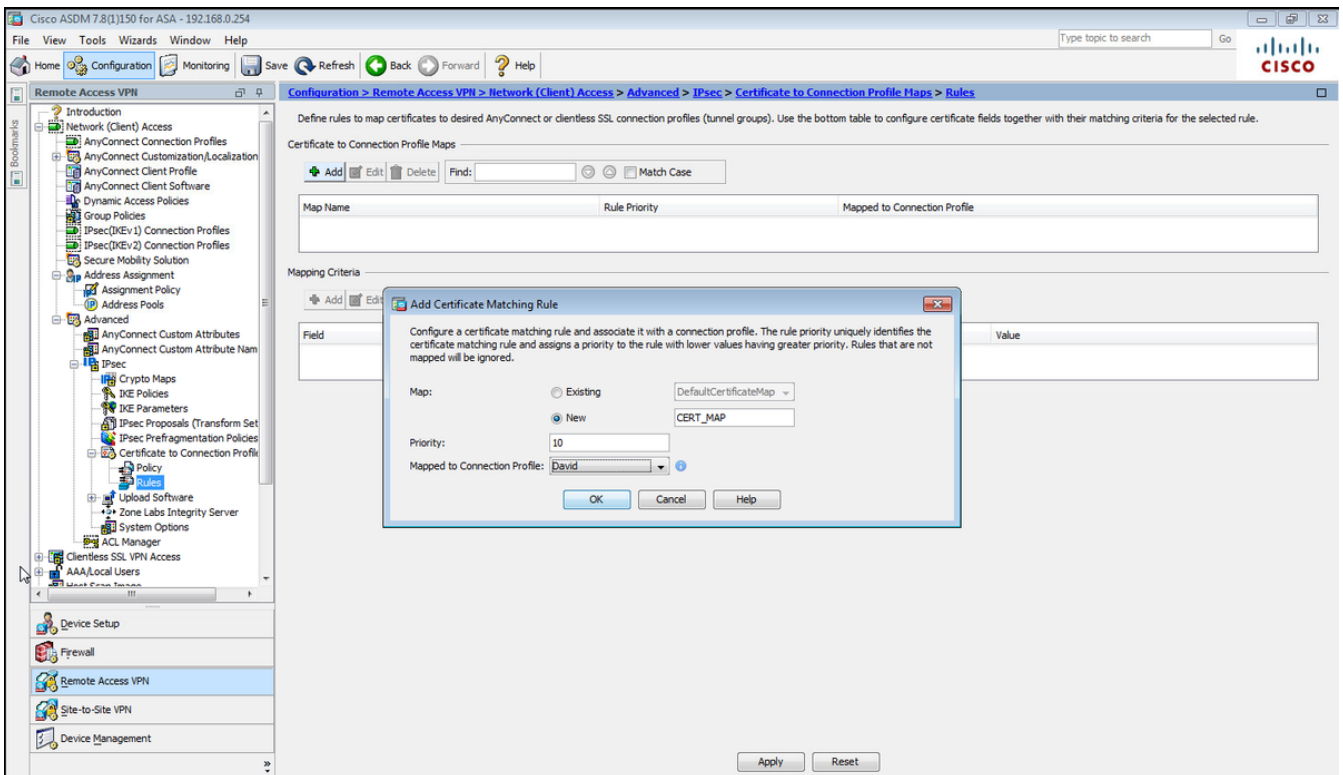 Cisco ASDM 7.8(1)150 for ASA - 192.168.0.254
File View Tools Wizards Window Help
Type topic to search Go
Home Configuration Monitoring Save Refresh Back Forward Help
CISCO
Bookmarks
Remote Access VPN
Introduction
Network (Client) Access
AnyConnect Connection Profiles
AnyConnect Customization/Localization
AnyConnect Client Profile
AnyConnect Client Software
Dynamic Access Policies
Group Policies
IPsec(IKEv1) Connection Profiles
IPsec(IKEv2) Connection Profiles
Secure Mobility Solution
Address Assignment
Assignment Policy
Address Pools
Advanced
AnyConnect Custom Attributes
AnyConnect Custom Attribute Nam
IPsec
Crypto Maps
IKE Policies
IKE Parameters
IPsec Proposals (Transform Set
IPsec Prefragmentation Policies
Certificate to Connection Profile
Policy
Rules
Upload Software
Zone Labs Integrity Server
System Options
ACL Manager
Clientless SSL VPN Access
AAA/Local Users
Host Scan Image
Device Setup
Firewall
Remote Access VPN
Site-to-Site VPN
Device Management
Configuration > Remote Access VPN > Network (Client) Access > Advanced > IPsec > Certificate to Connection Profile Maps > Rules
Define rules to map certificates to desired AnyConnect or clientless SSL connection profiles (tunnel groups). Use the bottom table to configure certificate fields together with their matching criteria for the selected rule.
Certificate to Connection Profile Maps
Add Edit Delete Find: Match Case
Map Name Rule Priority Mapped to Connection Profile
Mapping Criteria
Add Edit
Field Value
Add Certificate Matching Rule
Configure a certificate matching rule and associate it with a connection profile. The rule priority uniquely identifies the
certificate matching rule and assigns a priority to the rule with lower values having greater priority. Rules that are not
mapped will be ignored.
Map: Existing DefaultCertificateMap
New CERT_MAP
Priority: 10
Mapped to Connection Profile: David
OK Cancel Help
Apply Reset